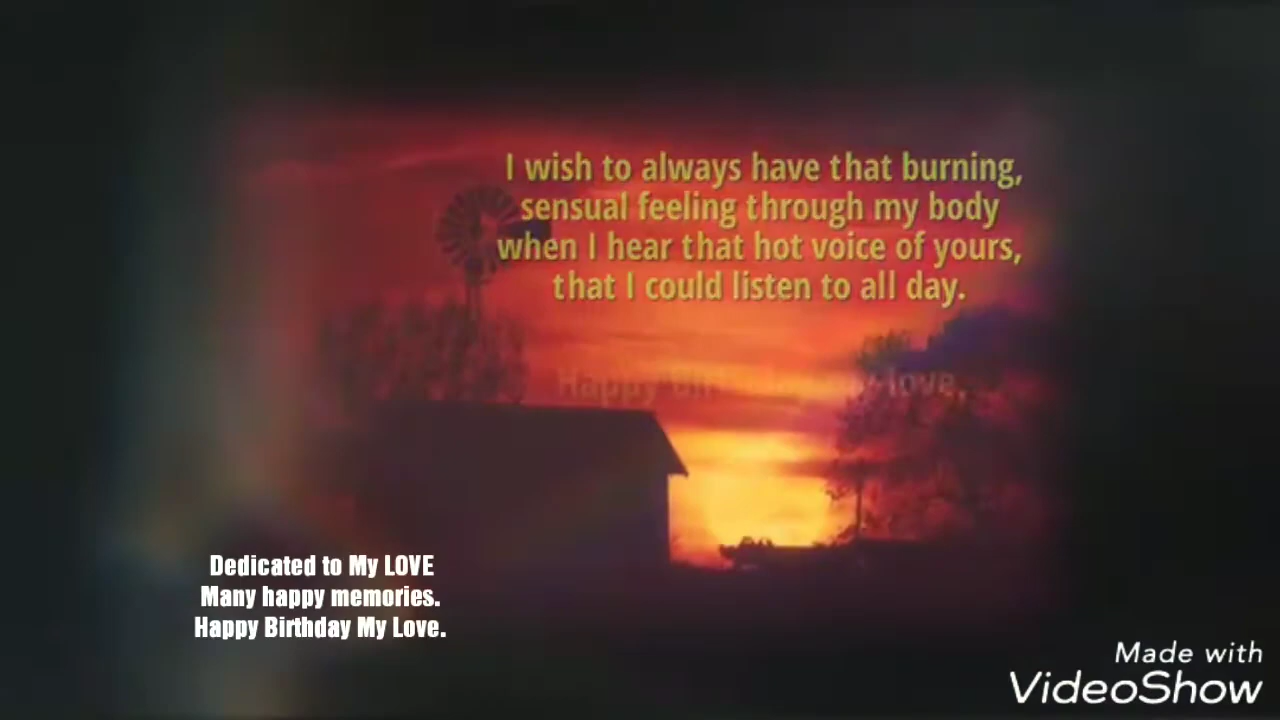 I wish to always have that burning,
sensual feeling through my body
when I hear that hot voice of yours,
that I could listen to all day.
Happy love,
Dedicated to My LOVE
Many happy memories.
Happy Birthday My Love.
Made with
VideoShow